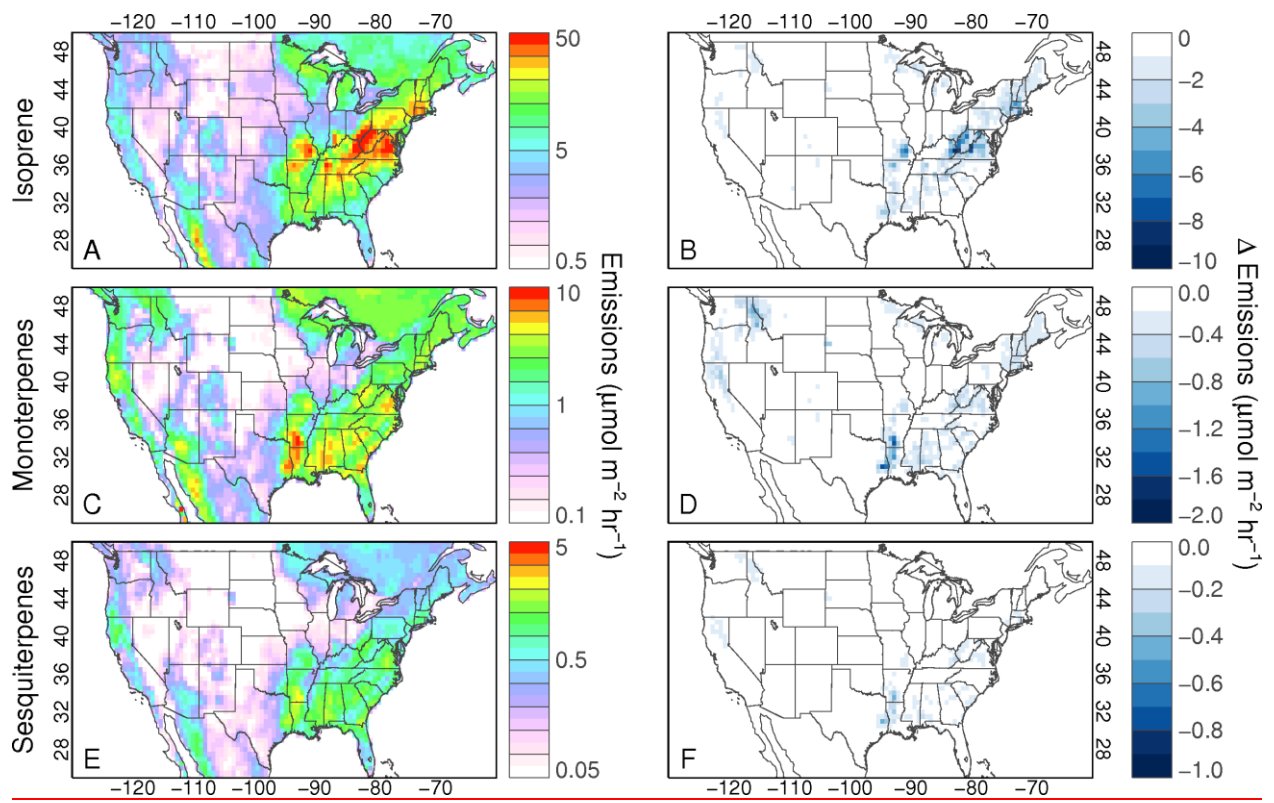 −110 −100 −90 −80 −70
−120 −110 −100 −90 −80 −70
Isoprene
48 44 40 36 32 28
A
50
5
0.5
B
48 44 40 36 32 28
0
−2
−4
−6
−8
−10
Monoterpenes
48 44 40 36 32 28
C
10
1
0.1
Emissions (μmol m−2 hr−1)
D
48 44 40 36 32 28
0.0
−0.4
−0.8
−1.2
−1.6
−2.0
Δ Emissions (μmol m−2 hr−1)
Sesquiterpenes
48 44 40 36 32 28
E
5
0.5
0.05
F
48 44 40 36 32 28
0.0
−0.2
−0.4
−0.6
−0.8
−1.0
−120 −110 −100 −90 −80 −70
−120 −110 −100 −90 −80 −70